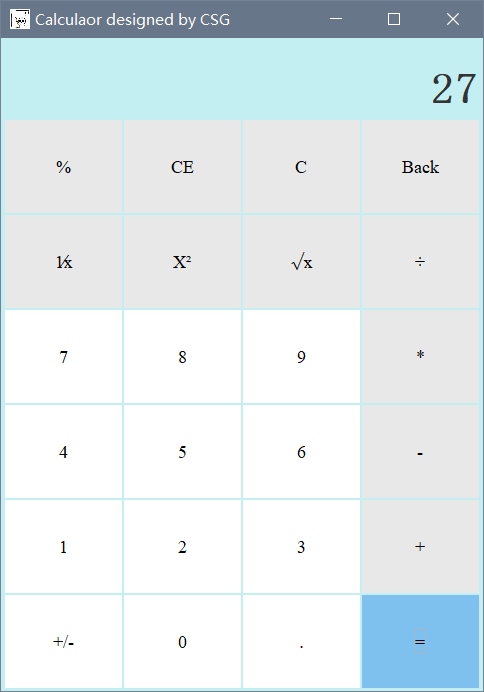 Calculaor designed by CSG
27
% CE C Back
1⁄x X² √x ÷
7 8 9 *
4 5 6 -
1 2 3 +
+/- 0 . =